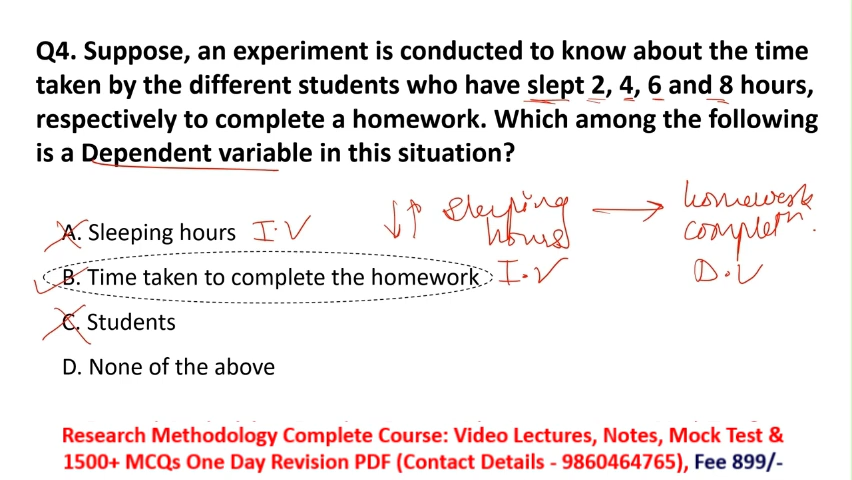 Q4. Suppose, an experiment is conducted to know about the time
taken by the different students who have slept 2, 4, 6 and 8 hours,
respectively to complete a homework. Which among the following
is a Dependent variable in this situation?
A. Sleeping hours I.V
B. Time taken to complete the homework
C. Students
D. None of the above
↓↑ Sleeping hours → homework completn.
I.V D.V
Research Methodology Complete Course: Video Lectures, Notes, Mock Test &
1500+ MCQs One Day Revision PDF (Contact Details - 9860464765), Fee 899/-